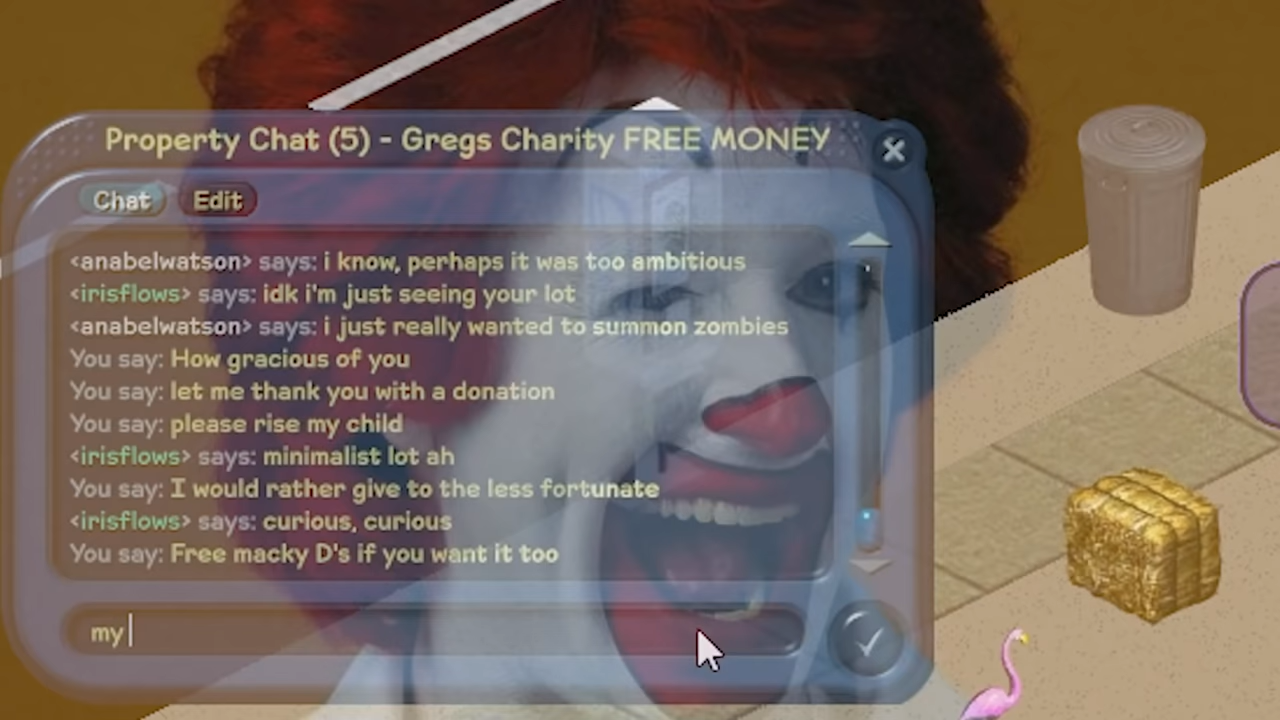 Property Chat (5) - Gregs Charity FREE MONEY
Chat Edit
<anabelwatson> says: i know, perhaps it was too ambitious
<irisflows> says: idk i'm just seeing your lot
<anabelwatson> says: i just really wanted to summon zombies
You say: How gracious of you
You say: let me thank you with a donation
You say: please rise my child
<irisflows> says: minimalist lot ah
You say: I would rather give to the less fortunate
<irisflows> says: curious, curious
You say: Free macky D's if you want it too
my